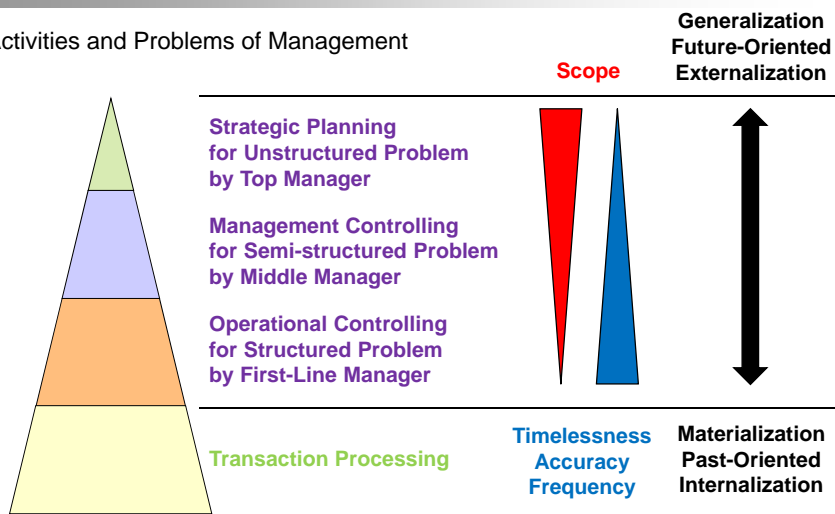 ctivities and Problems of Management
Scope
Generalization
Future-Oriented
Externalization
Strategic Planning
for Unstructured Problem
by Top Manager
Management Controlling
for Semi-structured Problem
by Middle Manager
Operational Controlling
for Structured Problem
by First-Line Manager
Transaction Processing
Timelessness
Accuracy
Frequency
Materialization
Past-Oriented
Internalization